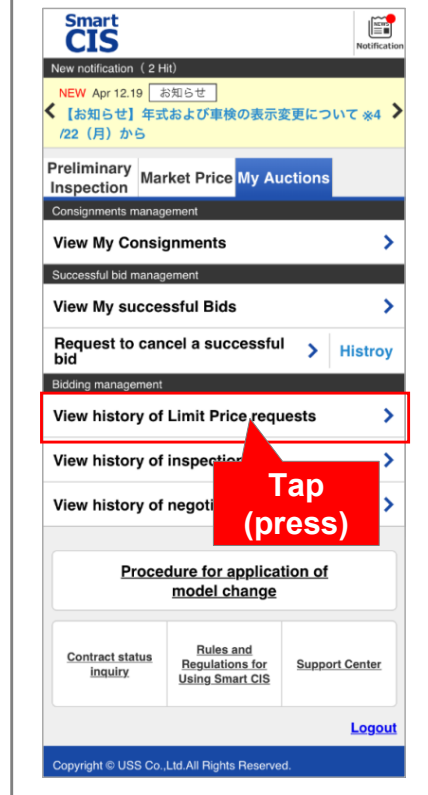 Smart
CIS
NEWS
Notification
New notification（ 2 Hit）
NEW Apr 12.19 お知らせ
【お知らせ】年式および車検の表示変更について ※4
/22（月）から
Preliminary
Inspection
Market Price
My Auctions
Consignments management
View My Consignments
Successful bid management
View My successful Bids
Request to cancel a successful
bid
Histroy
Bidding management
View history of Limit Price requests
View history of inspection
View history of negoti
Tap
(press)
Procedure for application of
model change
Contract status
inquiry
Rules and
Regulations for
Using Smart CIS
Support Center
Logout
Copyright © USS Co.,Ltd.All Rights Reserved.